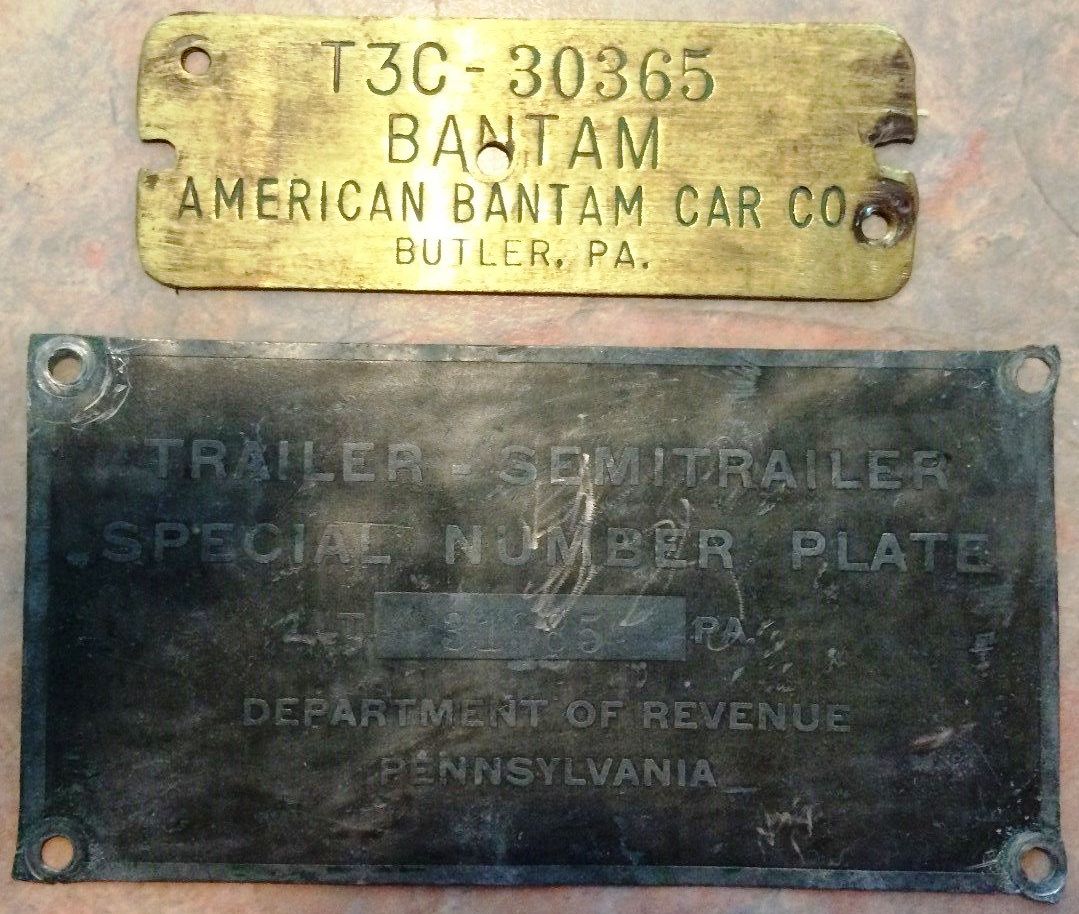 T3C-30365
BANTAM
AMERICAN BANTAM CAR CO.
BUTLER, PA.
TRAILER - SEMITRAILER
SPECIAL NUMBER PLATE
PA.
DEPARTMENT OF REVENUE
PENNSYLVANIA